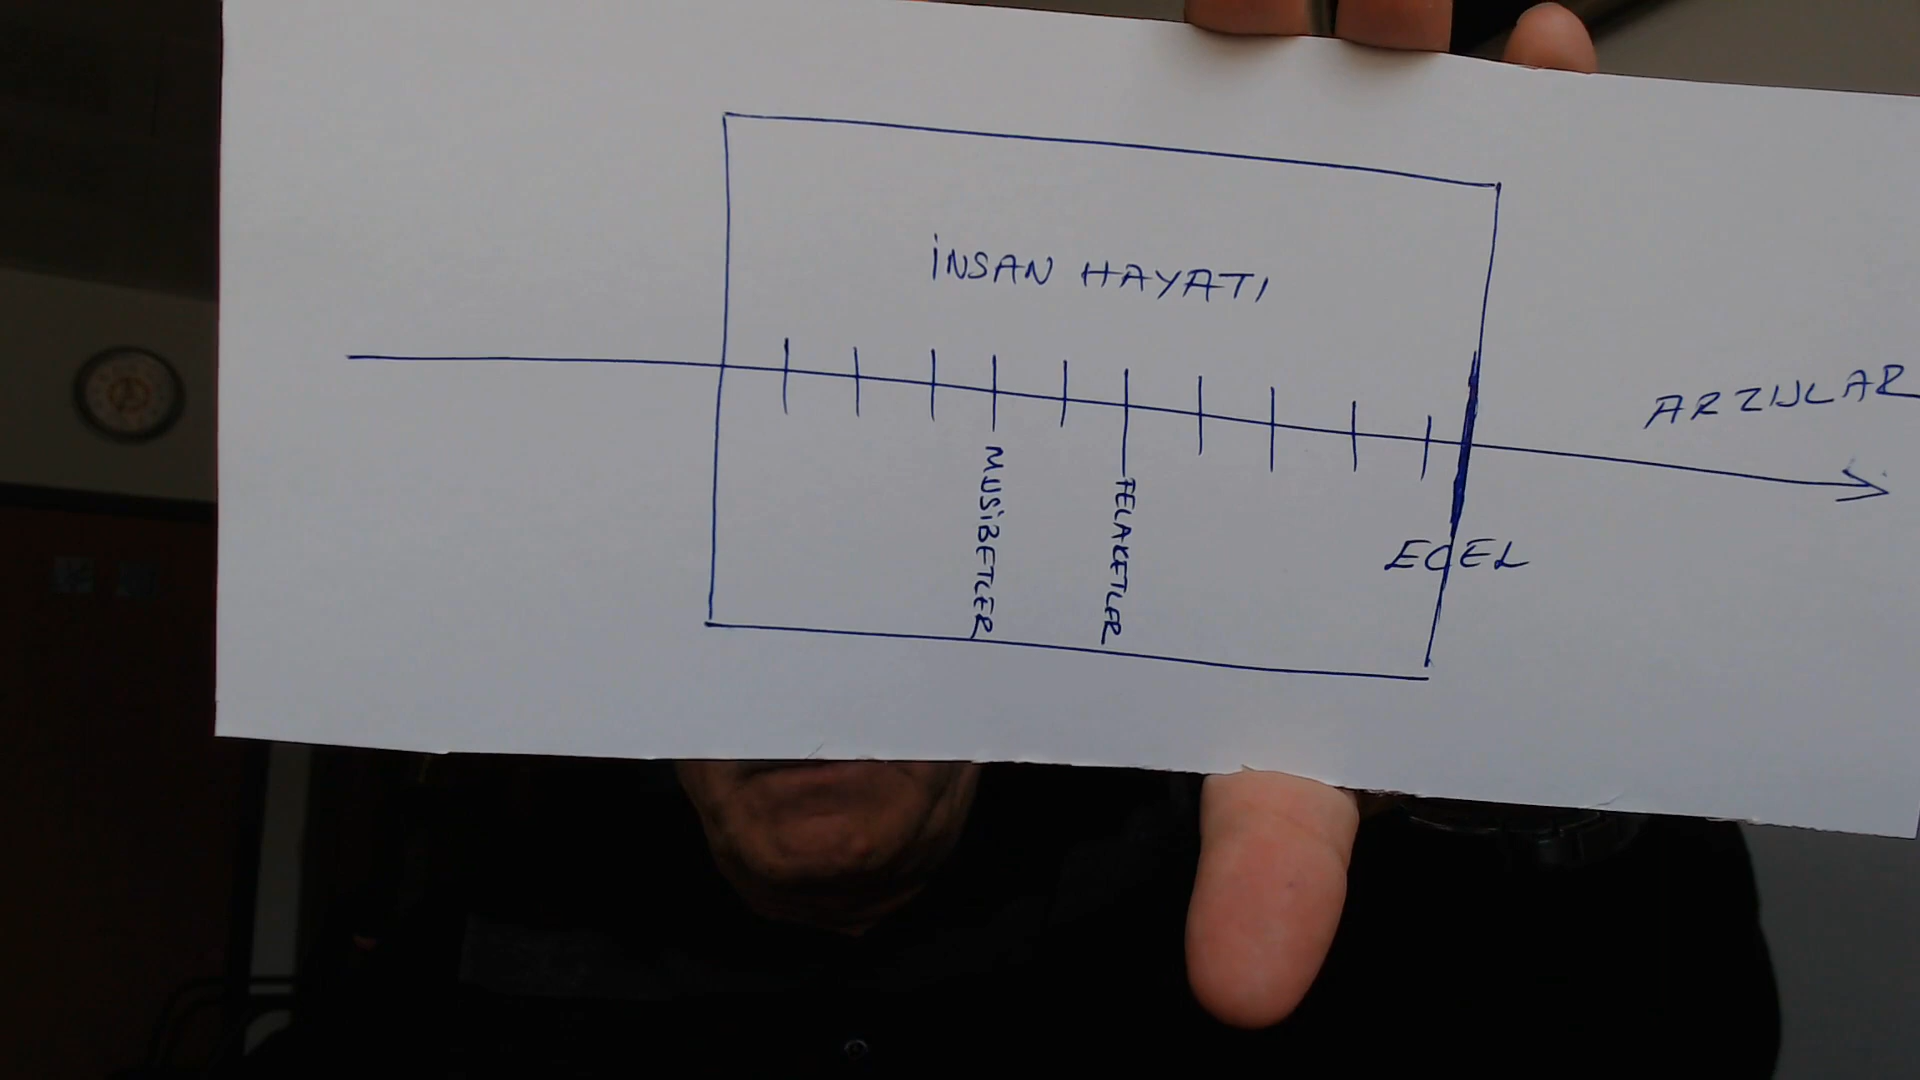 İNSAN HAYATI
ARZULAR
MUSİBETLER
FELAKETLER
ECEL